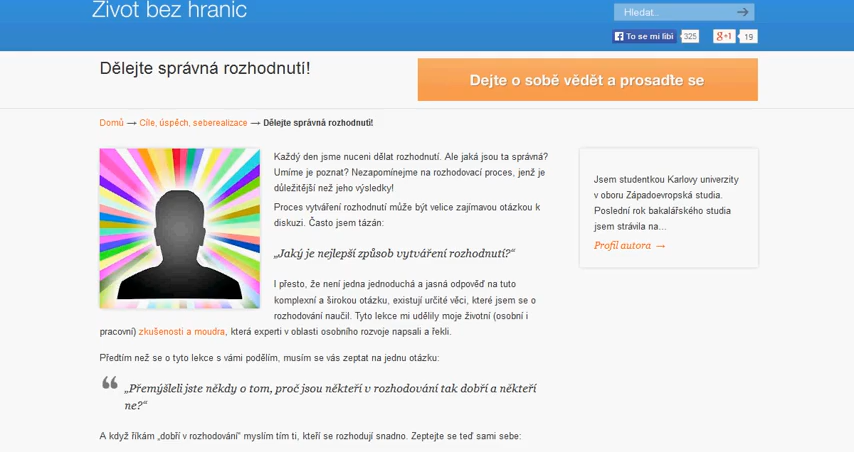 Život bez hranic
Hledat..
To se mi líbí 325
g+1 19
Dělejte správná rozhodnutí!
Dejte o sobě vědět a prosaďte se
Domů → Cíle, úspěch, seberealizace → Dělejte správná rozhodnutí!
Každý den jsme nuceni dělat rozhodnutí. Ale jaká jsou ta správná?
Umíme je poznat? Nezapomínejme na rozhodovací proces, jenž je
důležitější než jeho výsledky!
Proces vytváření rozhodnutí může být velice zajímavou otázkou k
diskuzi. Často jsem tázán:
„Jaký je nejlepší způsob vytváření rozhodnutí?“
I přesto, že není jedna jednoduchá a jasná odpověď na tuto
komplexní a širokou otázku, existují určité věci, které jsem se o
rozhodování naučil. Tyto lekce mi udělily moje životní (osobní i
pracovní) zkušenosti a moudra, která experti v oblasti osobního rozvoje napsali a řekli.
Předtím než se o tyto lekce s vámi podělím, musím se vás zeptat na jednu otázku:
„Přemýšleli jste někdy o tom, proč jsou někteří v rozhodování tak dobří a někteří
ne?“
A když říkám „dobří v rozhodování“ myslím tím ti, kteří se rozhodují snadno. Zeptejte se teď sami sebe:
Jsem studentkou Karlovy univerzity
v oboru Západoevropská studia.
Poslední rok bakalářského studia
jsem strávila na...
Profil autora →